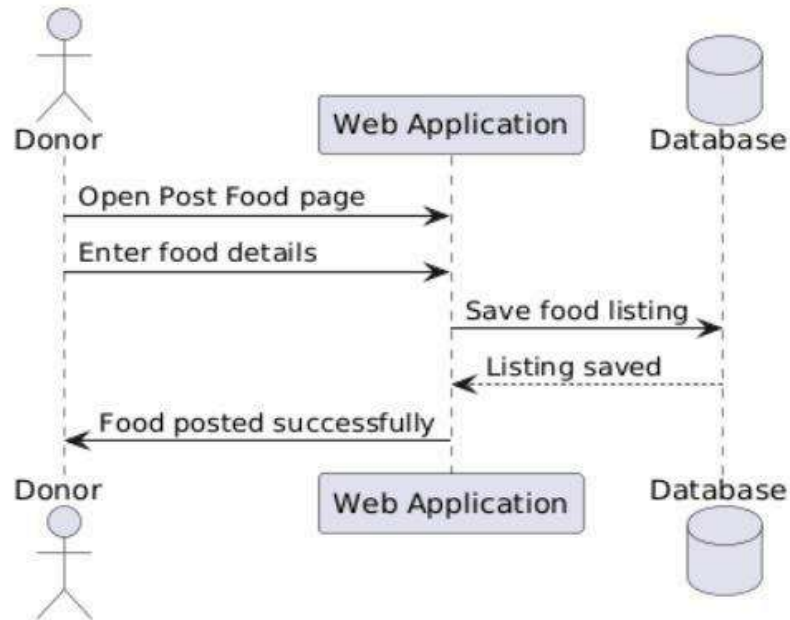 Donor
Web Application
Database
Open Post Food page
Enter food details
Save food listing
Listing saved
Food posted successfully
Donor
Web Application
Database